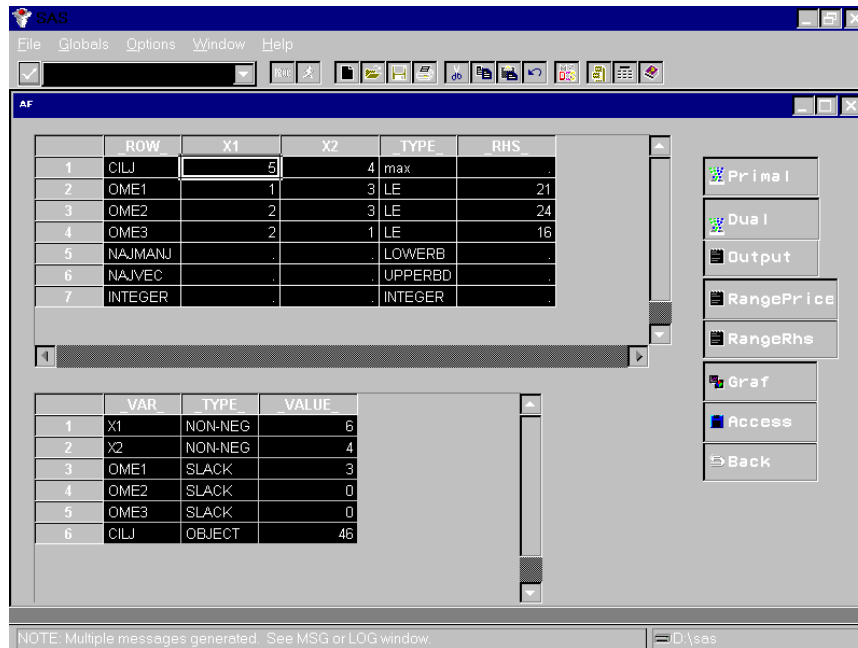 SAS
File Globals Options Window Help
AF
_ROW_ X1 X2 _TYPE_ _RHS_
1 CILJ 5 4 max .
2 OME1 1 3 LE 21
3 OME2 2 3 LE 24
4 OME3 2 1 LE 16
5 NAJMANJ . . LOWERB .
6 NAJVEC . . UPPERBD .
7 INTEGER . . INTEGER .
Primal
Dual
Output
RangePrice
RangeRhs
Graf
Access
Back
_VAR_ _TYPE_ _VALUE_
1 X1 NON-NEG 6
2 X2 NON-NEG 4
3 OME1 SLACK 3
4 OME2 SLACK 0
5 OME3 SLACK 0
6 CILJ OBJECT 46
NOTE: Multiple messages generated. See MSG or LOG window. D:\sas